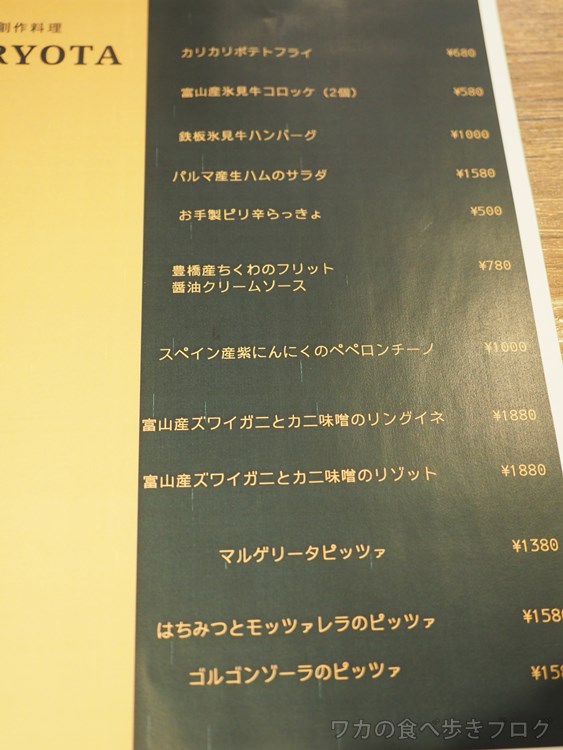 創作料理
RYOTA
カリカリポテトフライ ¥680
富山産氷見牛コロッケ (2個) ¥580
鉄板氷見牛ハンバーグ ¥1000
パルマ産生ハムのサラダ ¥1580
お手製ピリ辛らっきょ ¥500
豊橋産ちくわのフリット ¥780
醤油クリームソース
スペイン産紫にんにくのペペロンチーノ ¥1000
富山産ズワイガニとカニ味噌のリングイネ ¥1880
富山産ズワイガニとカニ味噌のリゾット ¥1880
マルゲリータピッツァ ¥1380
はちみつとモッツァレラのピッツァ ¥1580
ゴルゴンゾーラのピッツァ ¥158
ワカの食べ歩きブログ